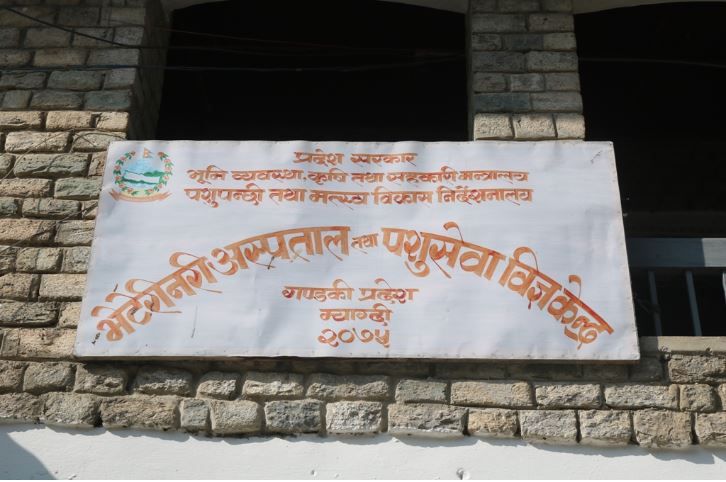 प्रदेश सरकार
भूमि व्यवस्था, कृषि तथा सहकारी मन्त्रालय
पशुपन्छी तथा मत्स्य विकास निर्देशनालय
भेटेरिनरी अस्पताल तथा पशुसेवा विज्ञ केन्द्र
गण्डकी प्रदेश
म्याग्दी
२०७५